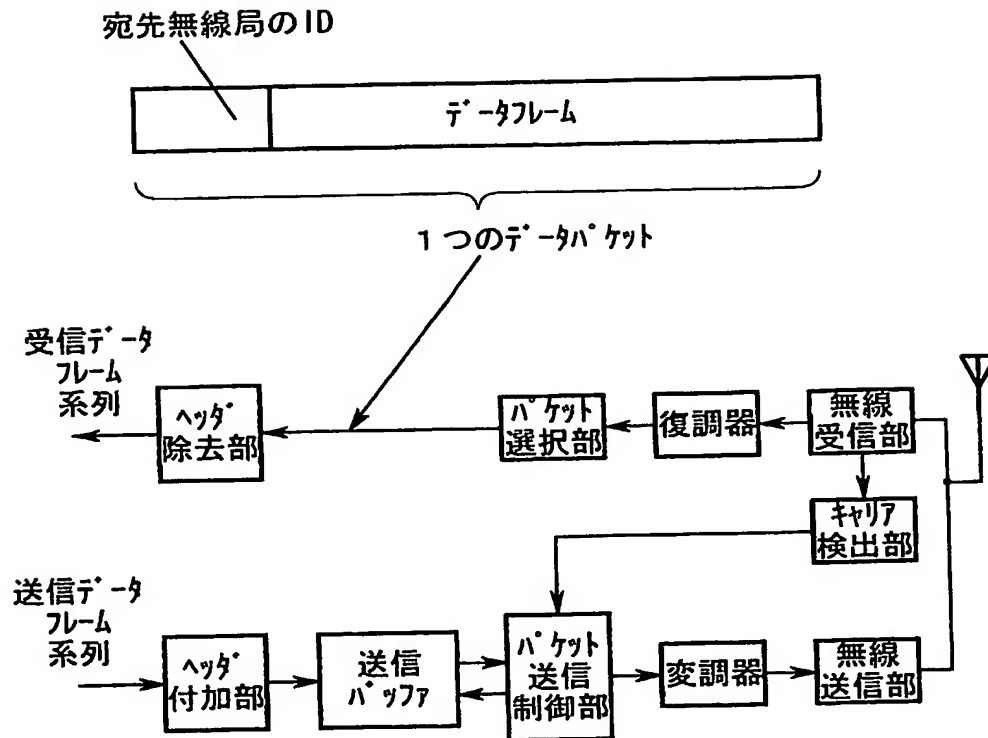 宛先無線局のID
データフレーム
1つのデータパケット
受信データ
フレーム
系列
ヘッダ
除去部
パケット
選択部
復調器
無線
受信部
キャリア
検出部
送信データ
フレーム
系列
ヘッダ
付加部
送信
バッファ
パケット
送信
制御部
変調器
無線
送信部